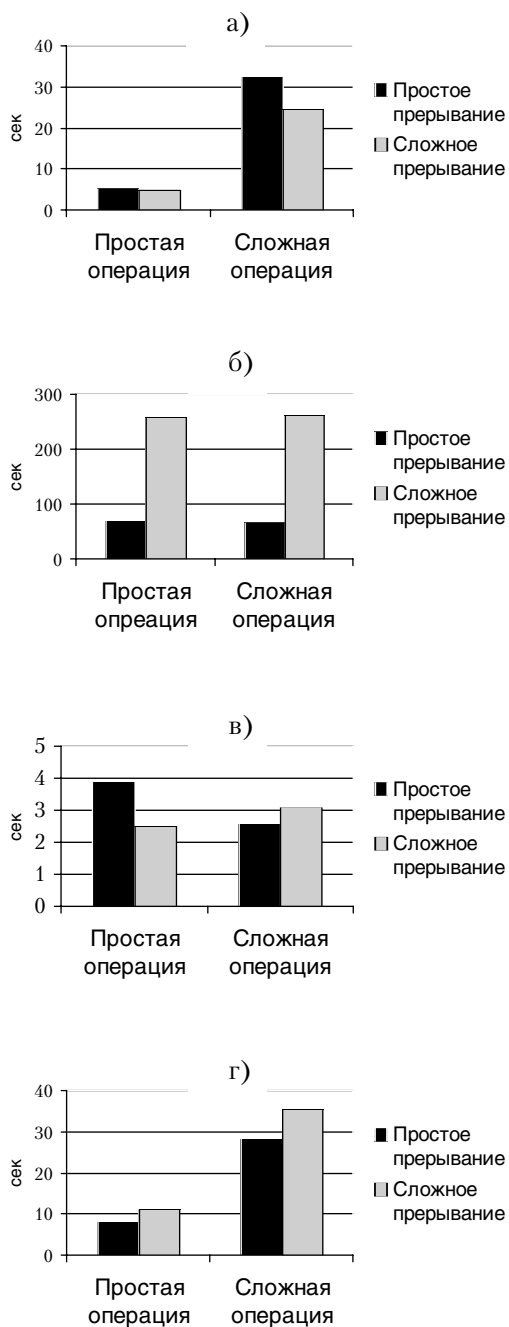 а)
40
30
20
10
0
сек
Простая
операция
Сложная
операция
Простое
прерывание
Сложное
прерывание
б)
300
200
100
0
сек
Простая
опреация
Сложная
операция
Простое
прерывание
Сложное
прерывание
в)
5
4
3
2
1
0
сек
Простая
операция
Сложная
операция
Простое
прерывание
Сложное
прерывание
г)
40
30
20
10
0
сек
Простая
операция
Сложная
операция
Простое
прерывание
Сложное
прерывание